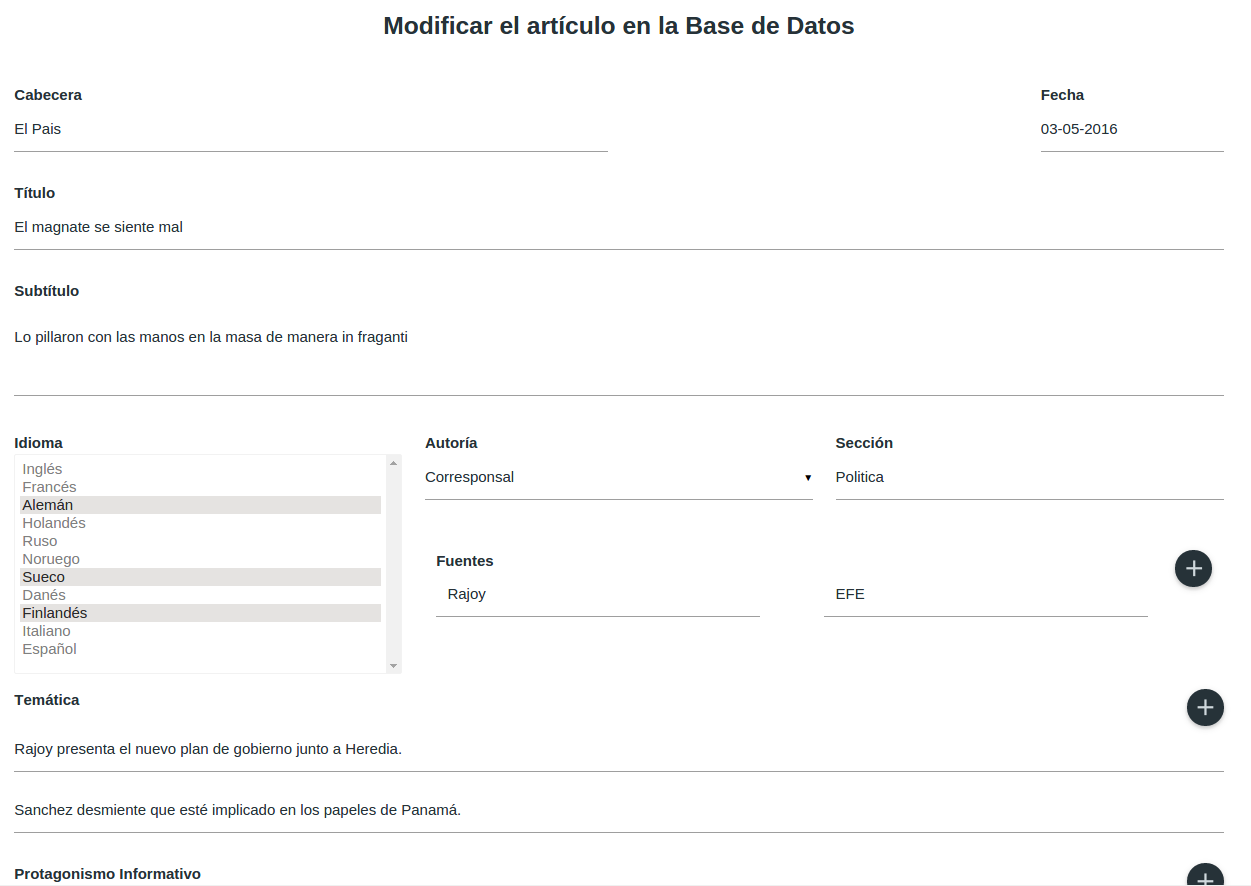 Modificar el artículo en la Base de Datos
Cabecera
Fecha
El Pais
03-05-2016
Título
El magnate se siente mal
Subtítulo
Lo pillaron con las manos en la masa de manera in fraganti
Idioma
Inglés
Francés
Alemán
Holandés
Ruso
Noruego
Sueco
Danés
Finlandés
Italiano
Español
Autoría
Corresponsal
Sección
Politica
Fuentes
Rajoy
EFE
Temática
Rajoy presenta el nuevo plan de gobierno junto a Heredia.
Sanchez desmiente que esté implicado en los papeles de Panamá.
Protagonismo Informativo